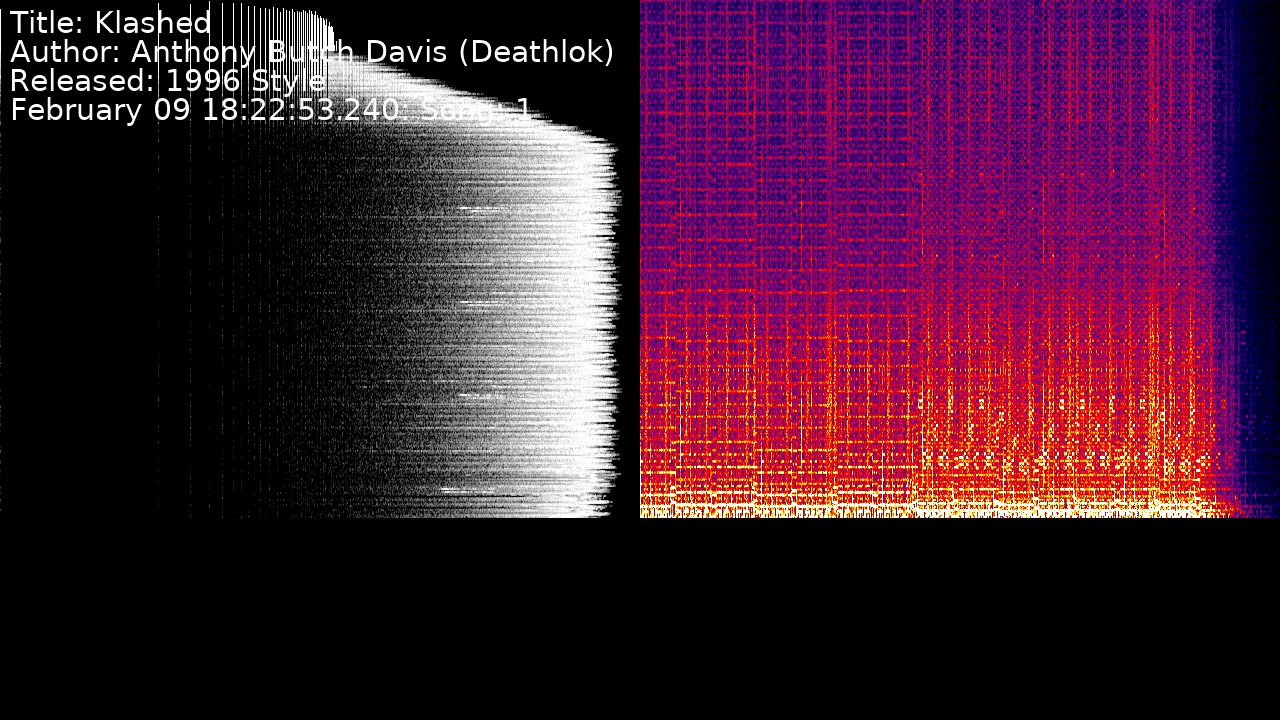 Title: Klashed
Author: Anthony Butch Davis (Deathlok)
Released: 1996 Style
February 09 18:22:53.240: Song: 1